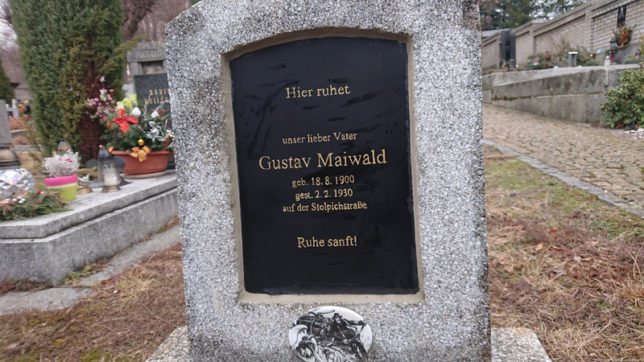 Hier ruhet
unser lieber Vater
Gustav Maiwald
geb. 18. 8. 1900
gest. 2. 2. 1930
auf der Stolpichstraße.
Ruhe sanft!